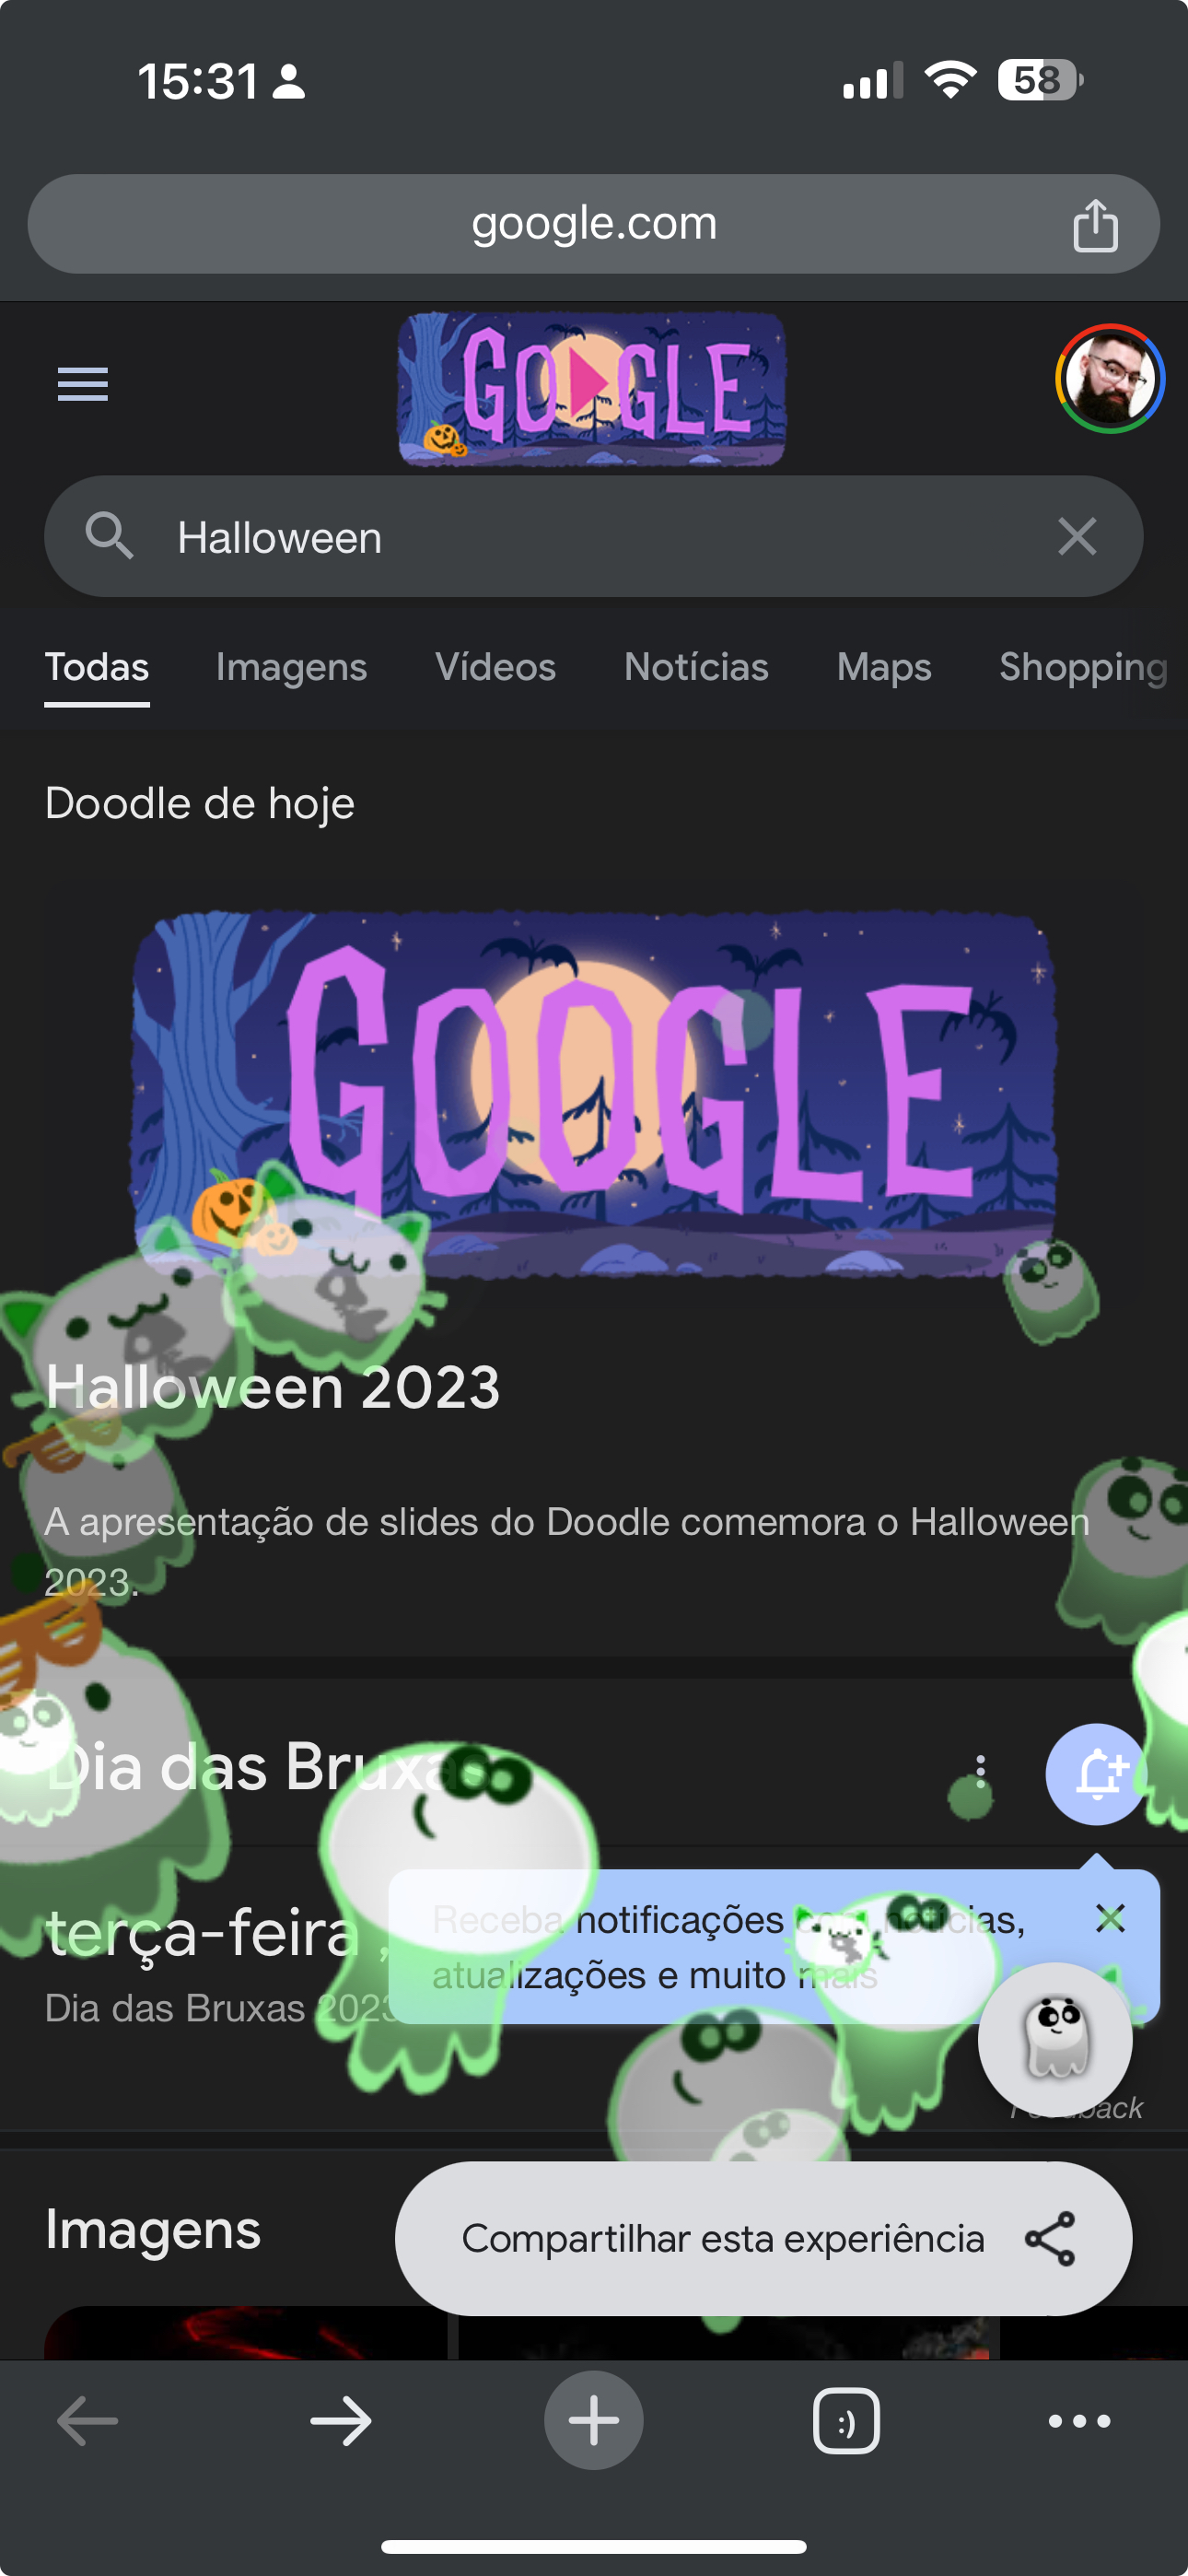 15:31
58
google.com
GOOGLE
Halloween
Todas Imagens Vídeos Notícias Maps Shopping
Doodle de hoje
GOOGLE
Halloween 2023
A apresentação de slides do Doodle comemora o Halloween
2023.
Dia das Bruxas
terça-feira ,
Receba notificações com notícias,
atualizações e muito mais
Dia das Bruxas 2023
Feedback
Imagens
Compartilhar esta experiência
:)